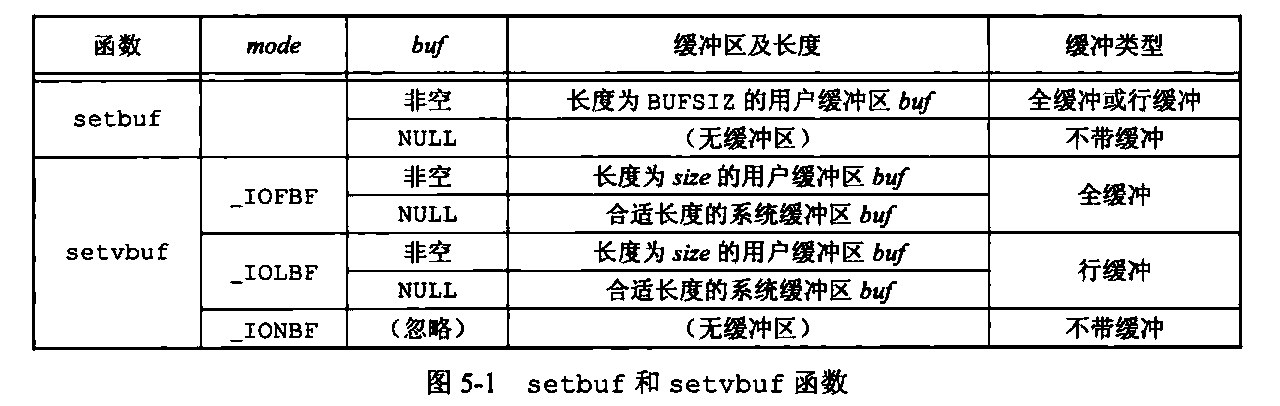 函数 mode buf 缓冲区及长度 缓冲类型
setbuf 非空 长度为 BUFSIZ 的用户缓冲区 buf 全缓冲或行缓冲
NULL （无缓冲区） 不带缓冲
setvbuf _IOFBF 非空 长度为 size 的用户缓冲区 buf 全缓冲
NULL 合适长度的系统缓冲区 buf
_IOLBF 非空 长度为 size 的用户缓冲区 buf 行缓冲
NULL 合适长度的系统缓冲区 buf
_IONBF （忽略） （无缓冲区） 不带缓冲
图 5-1 setbuf 和 setvbuf 函数